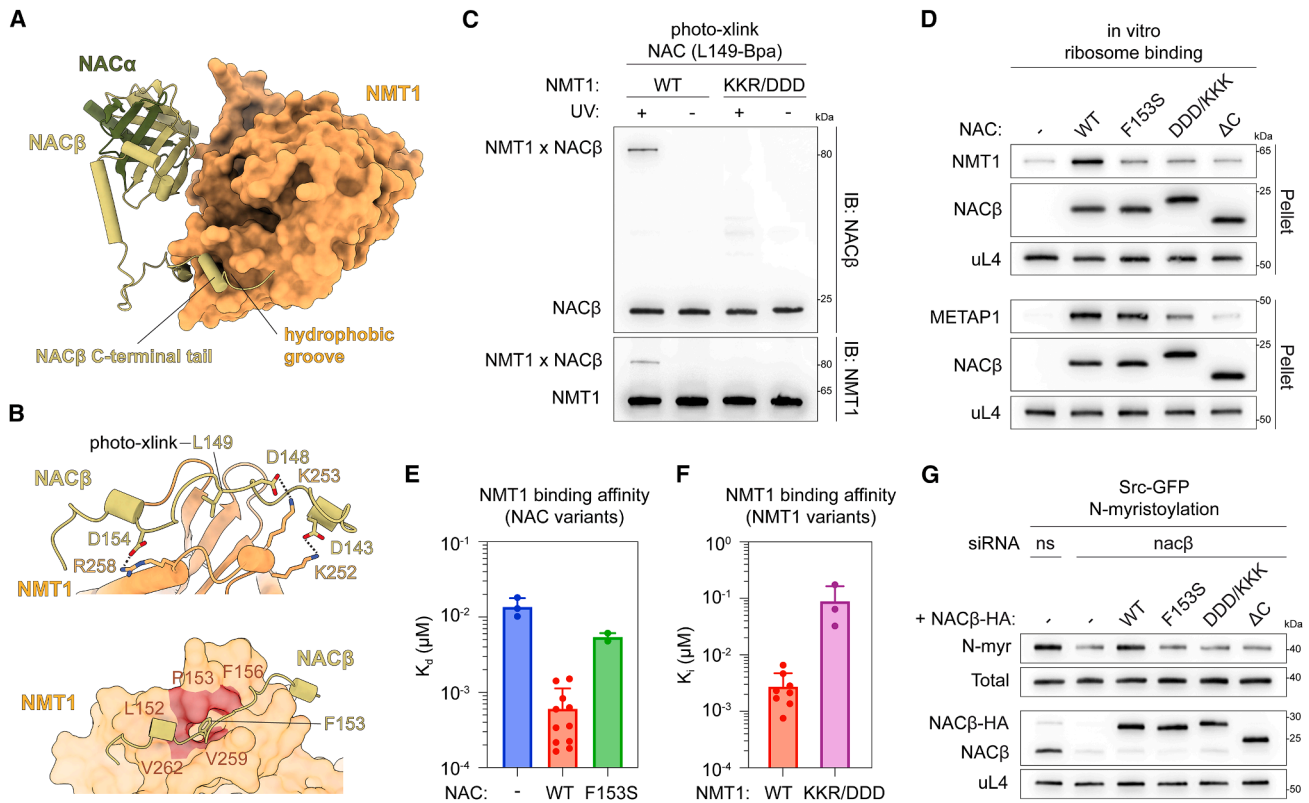 A
NACα
NMT1
NACβ
NACβ C-terminal tail
hydrophobic
groove
B
photo-xlink
L149
D148
K253
NACβ
D154
D143
R258
K252
NMT1
NACβ
P153
F156
NMT1
L152
F153
V262
V259
C
photo-xlink
NAC (L149-Bpa)
NMT1: WT KKR/DDD
UV: + - + -
kDa
NMT1 x NACβ
80
IB: NACβ
25
NACβ
NMT1 x NACβ
80
65
NMT1
IB: NMT1
D
in vitro
ribosome binding
NAC: - WT F153S DDD/KKK ΔC
kDa
NMT1
65
25
NACβ
Pellet
uL4
50
METAP1
50
25
NACβ
Pellet
uL4
50
E
NMT1 binding affinity
(NAC variants)
Kd (μM)
10-1
10-2
10-3
10-4
NAC: - WT F153S
F
NMT1 binding affinity
(NMT1 variants)
Ki (μM)
100
10-1
10-2
10-3
10-4
NMT1: WT KKR/DDD
G
Src-GFP
N-myristoylation
siRNA ns nacβ
+ NACβ-HA: - - WT F153S DDD/KKK ΔC
kDa
N-myr
40
Total
40
NACβ-HA
30
25
NACβ
uL4
50